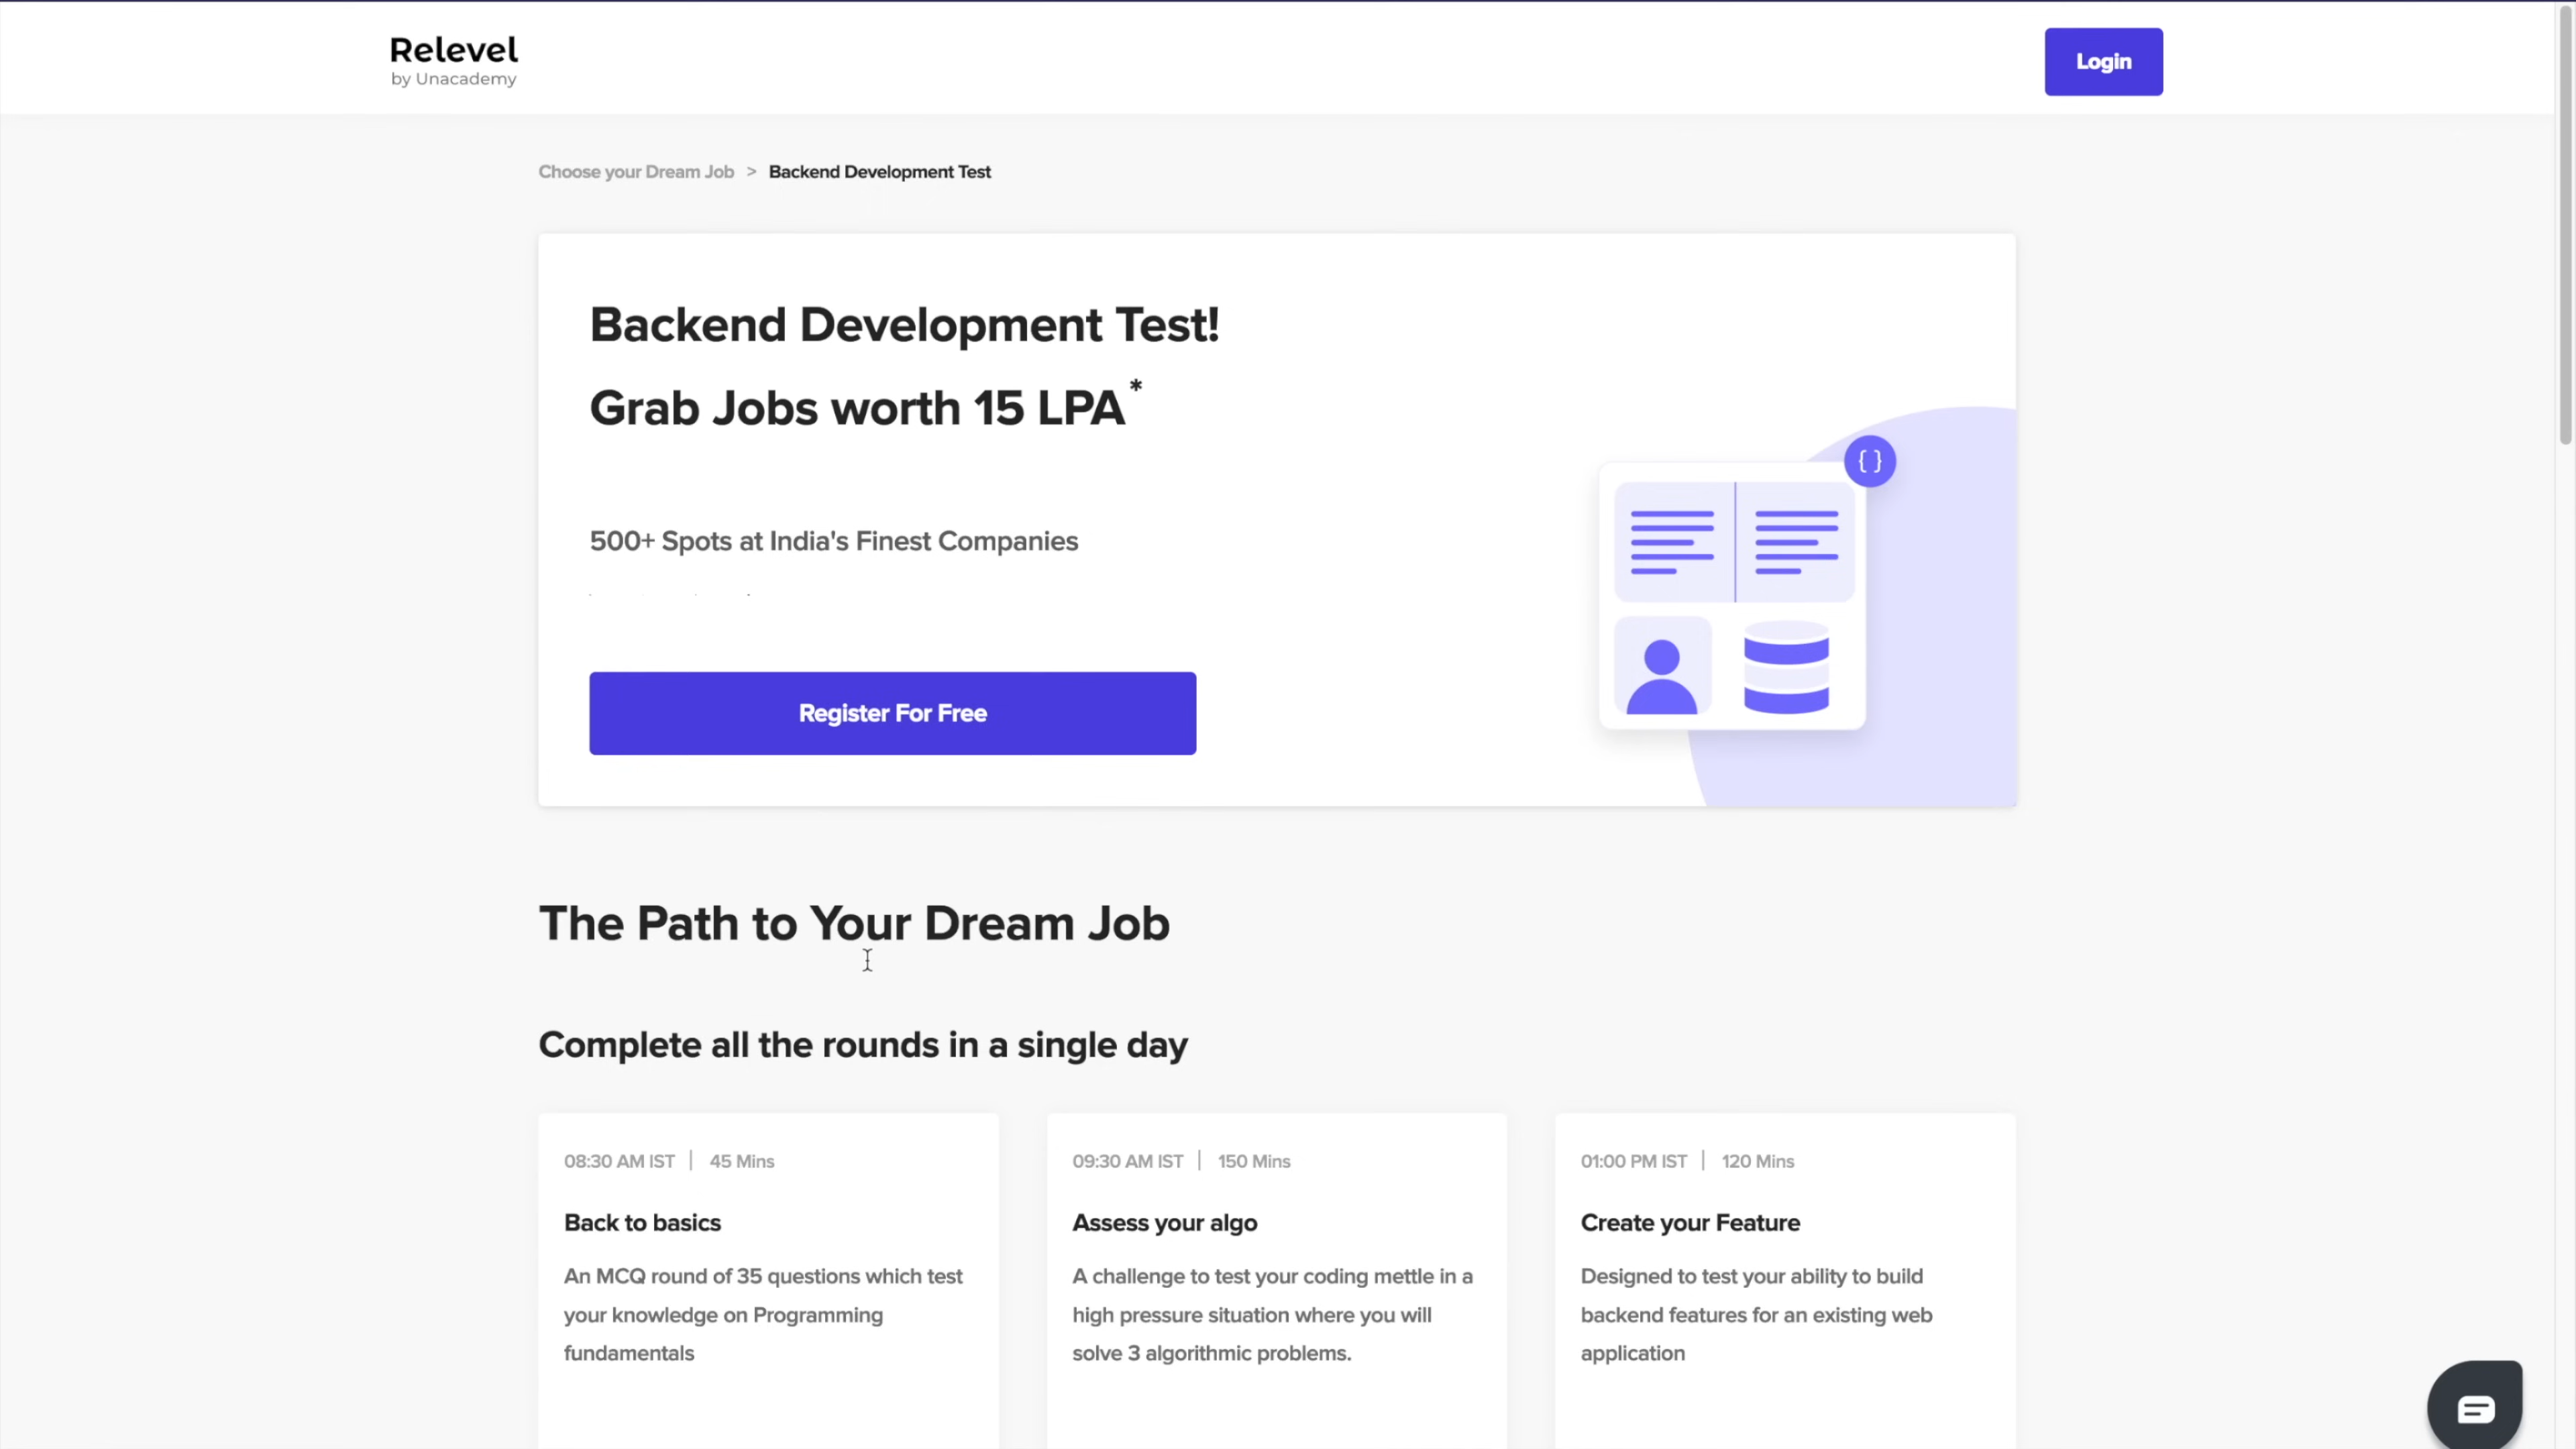 Relevel
by Unacademy
Login
Choose your Dream Job > Backend Development Test
Backend Development Test!
Grab Jobs worth 15 LPA*
500+ Spots at India's Finest Companies
Register For Free
The Path to Your Dream Job
Complete all the rounds in a single day
08:30 AM IST | 45 Mins
Back to basics
An MCQ round of 35 questions which test
your knowledge on Programming
fundamentals
09:30 AM IST | 150 Mins
Assess your algo
A challenge to test your coding mettle in a
high pressure situation where you will
solve 3 algorithmic problems.
01:00 PM IST | 120 Mins
Create your Feature
Designed to test your ability to build
backend features for an existing web
application